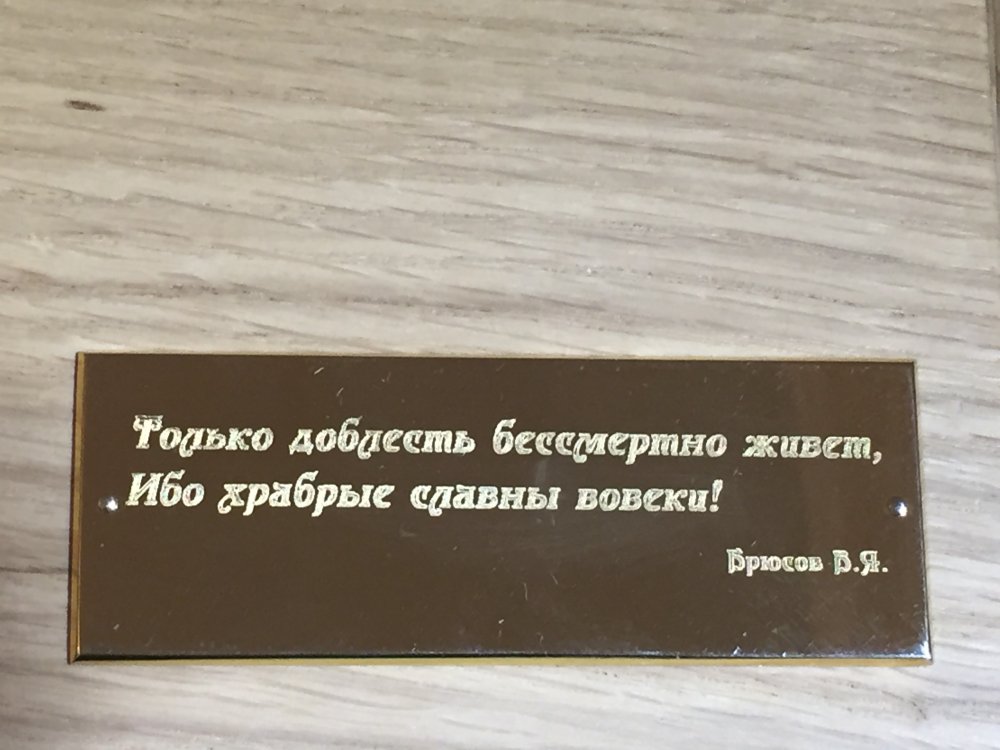 Только доблесть бессмертно живет,
Ибо храбрые славны вовеки!
Брюсов В.Я.